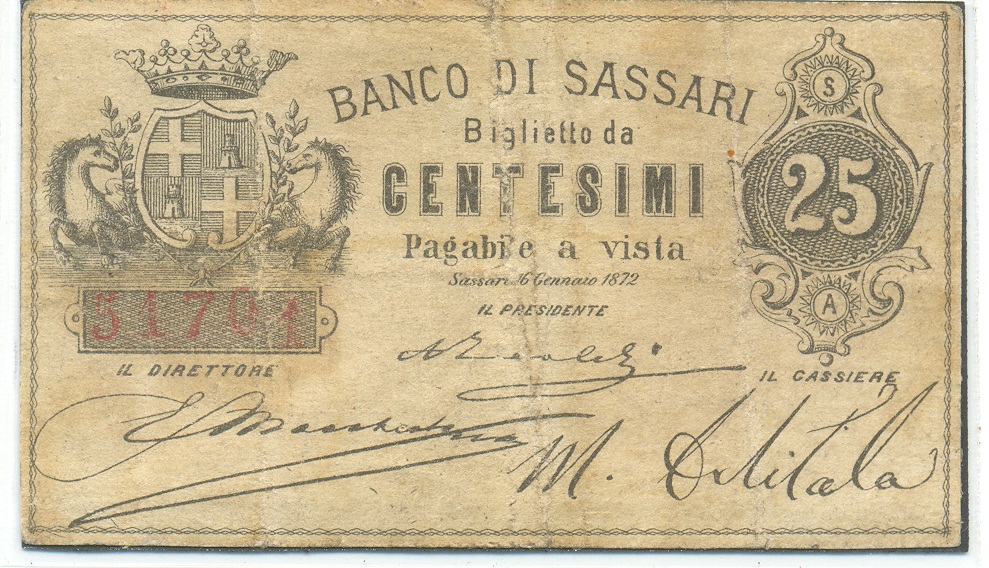 BANCO DI SASSARI
Biglietto da
CENTESIMI
25
S
A
Pagabile a vista
Sassari 16 Gennaio 1872
IL PRESIDENTE
51701
IL DIRETTORE
IL CASSIERE
M. Delitala